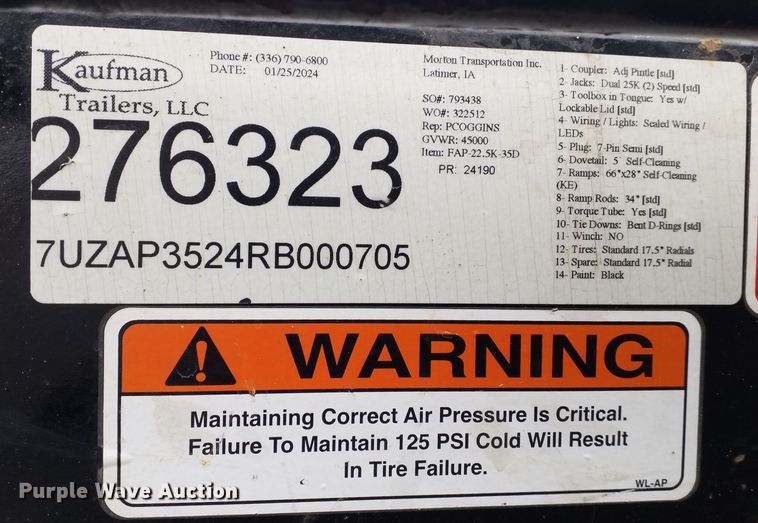 Kaufman
Trailers, LLC
Phone #: (336) 790-6800
DATE: 01/25/2024
276323
7UZAP3524RB000705
Morton Transportation Inc.
Latimer, IA
SO#: 793438
WO#: 322512
Rep: PCOGGINS
GVWR: 45000
Item: FAP-22.5K-35D
PR: 24190
1- Coupler: Adj Pintle [std]
2- Jacks: Dual 25K (2) Speed [std]
3- Toolbox in Tongue: Yes w/
Lockable Lid [std]
4- Wiring / Lights: Sealed Wiring /
LEDs
5- Plug: 7-Pin Semi [std]
6- Dovetail: 5' Self-Cleaning
7- Ramps: 66"x28" Self-Cleaning
(KE)
8- Ramp Rods: 34" [std]
9- Torque Tube: Yes [std]
10- Tie Downs: Bent D-Rings [std]
11- Winch: NO
12- Tires: Standard 17.5" Radials
13- Spare: Standard 17.5" Radial
14- Paint: Black
WARNING
Maintaining Correct Air Pressure Is Critical.
Failure To Maintain 125 PSI Cold Will Result
In Tire Failure.
WL-AP
Purple Wave Auction